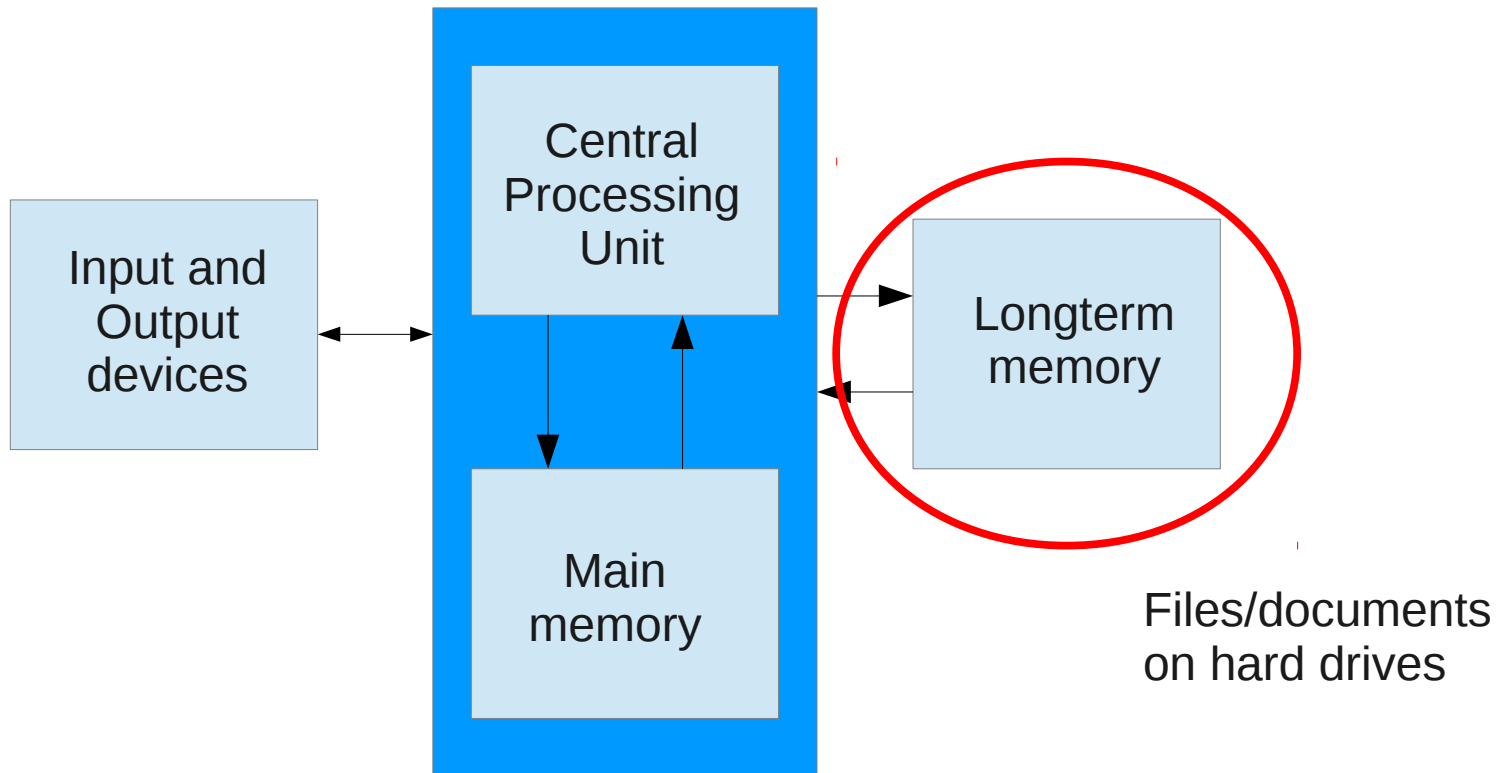 Input and
Output
devices
Central
Processing
Unit
Main
memory
Longterm
memory
Files/documents
on hard drives